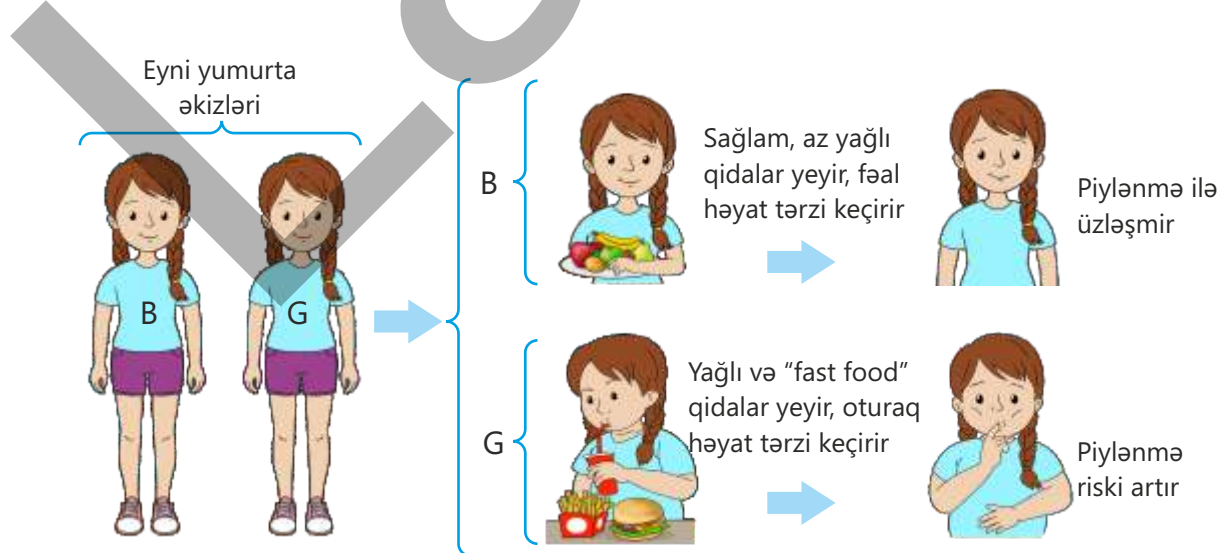 Eyni yumurta
əkizləri
B
G
B
Sağlam, az yağlı
qidalar yeyir, fəal
həyat tərzi keçirir
Piylənmə ilə
üzləşmir
G
Yağlı və “fast food”
qidalar yeyir, oturaq
həyat tərzi keçirir
Piylənmə
riski artır